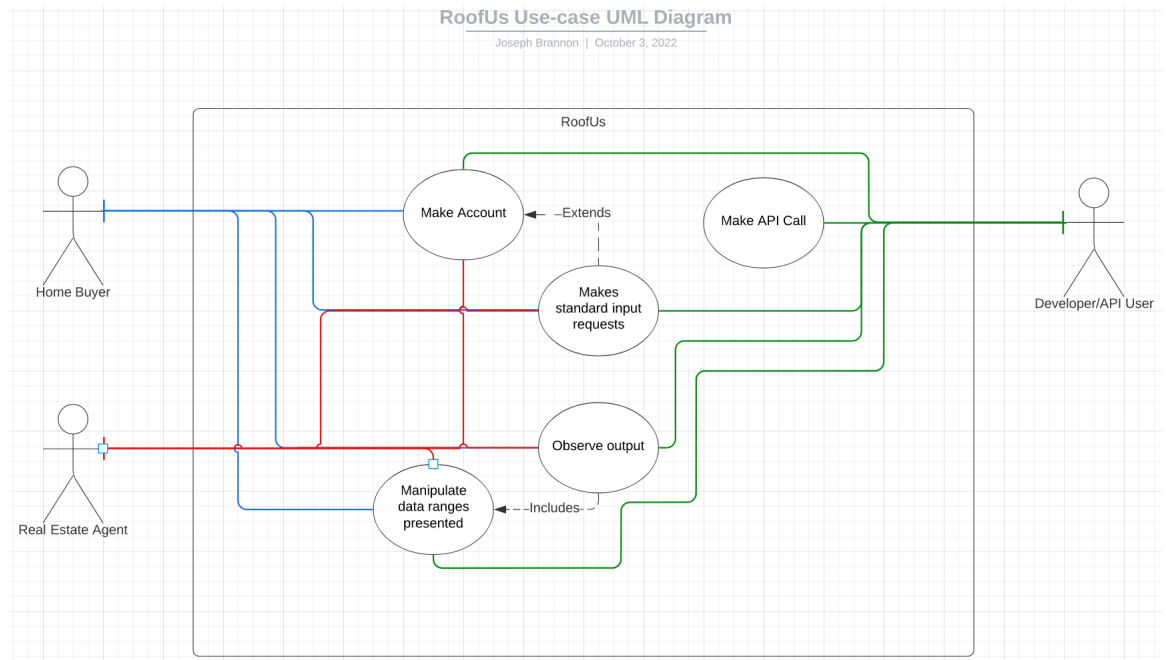 RoofUs Use-case UML Diagram
Joseph Brannon | October 3, 2022
RoofUs
Make Account
Extends
Make API Call
Home Buyer
Makes
standard input
requests
Developer/API User
Observe output
Manipulate
data ranges
presented
Includes
Real Estate Agent